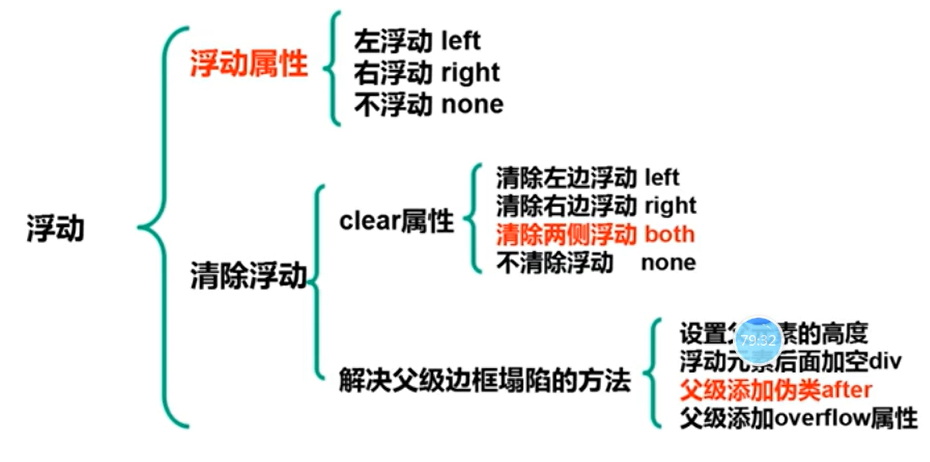 浮动
浮动属性
左浮动 left
右浮动 right
不浮动 none
清除浮动
clear属性
清除左边浮动 left
清除右边浮动 right
清除两侧浮动 both
不清除浮动 none
解决父级边框塌陷的方法
设置父素的高度
浮动元素后面加空div
父级添加伪类after
父级添加overflow属性
79:32